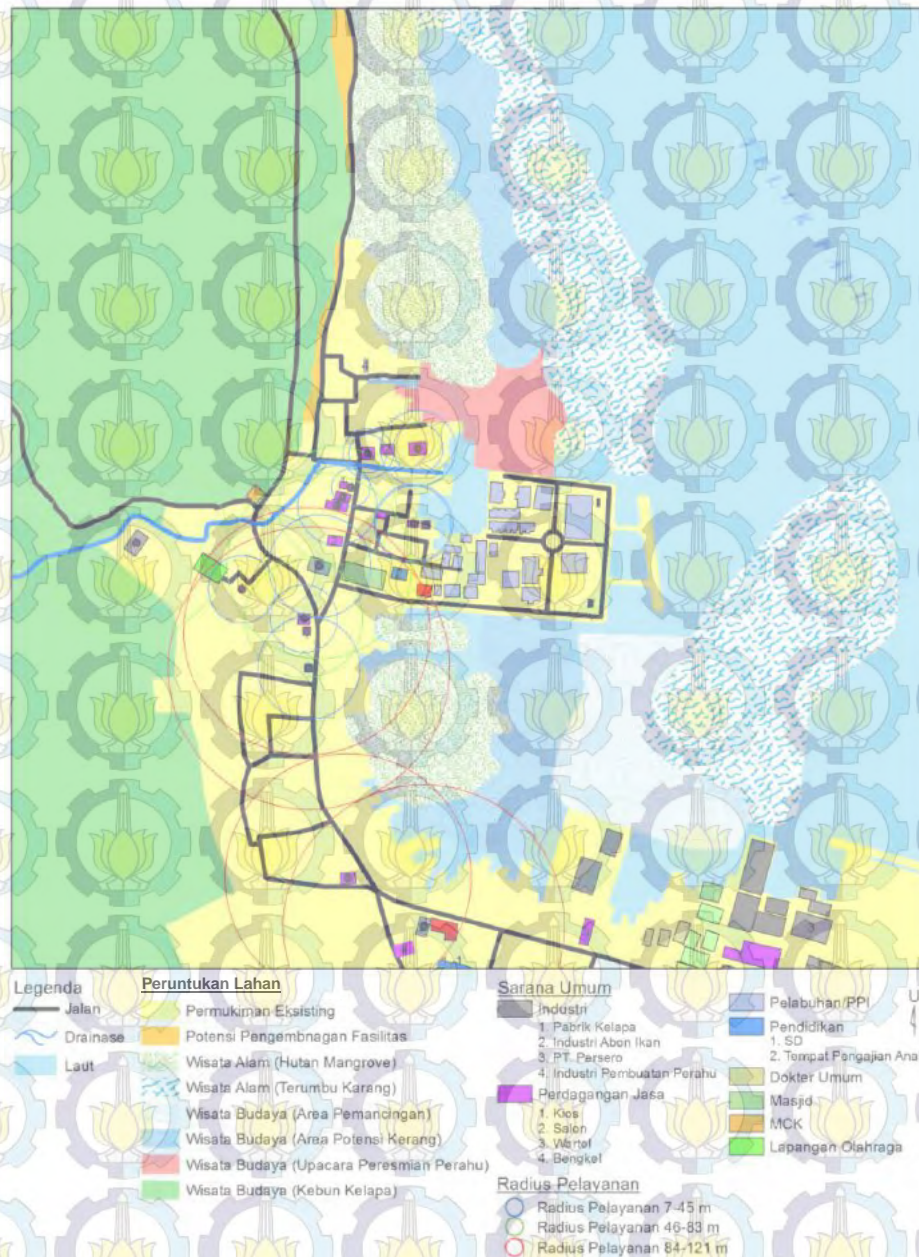 Legenda
Jalan
Drainase
Laut
Peruntukan Lahan
Permukiman Eksisting
Potensi Pengembnagan Fasilitas
Wisata Alam (Hutan Mangrove)
Wisata Alam (Terumbu Karang)
Wisata Budaya (Area Pemancingan)
Wisata Budaya (Area Potensi Kerang)
Wisata Budaya (Upacara Peresmian Perahu)
Wisata Budaya (Kebun Kelapa)
Sarana Umum
Industri
1. Pabrik Kelapa
2. Industri Abon Ikan
3. PT. Persero
4. Industri Pembuatan Perahu
Perdagangan Jasa
1. Kios
2. Salon
3. Wartel
4. Bengkel
Radius Pelayanan
Radius Pelayanan 7-45 m
Radius Pelayanan 46-83 m
Radius Pelayanan 84-121 m
Pelabuhan/PPI
Pendidikan
1. SD
2. Tempat Pengajian Ana
Dokter Umum
Masjid
MCK
Lapangan Olahraga
U